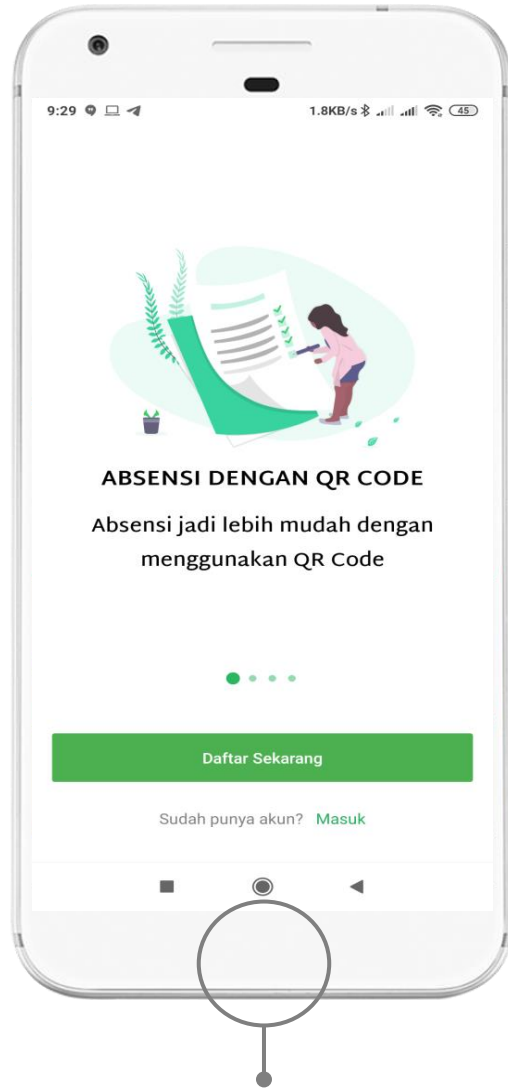 9:29 1.8KB/s 45
ABSENSI DENGAN QR CODE
Absensi jadi lebih mudah dengan
menggunakan QR Code
Daftar Sekarang
Sudah punya akun? Masuk